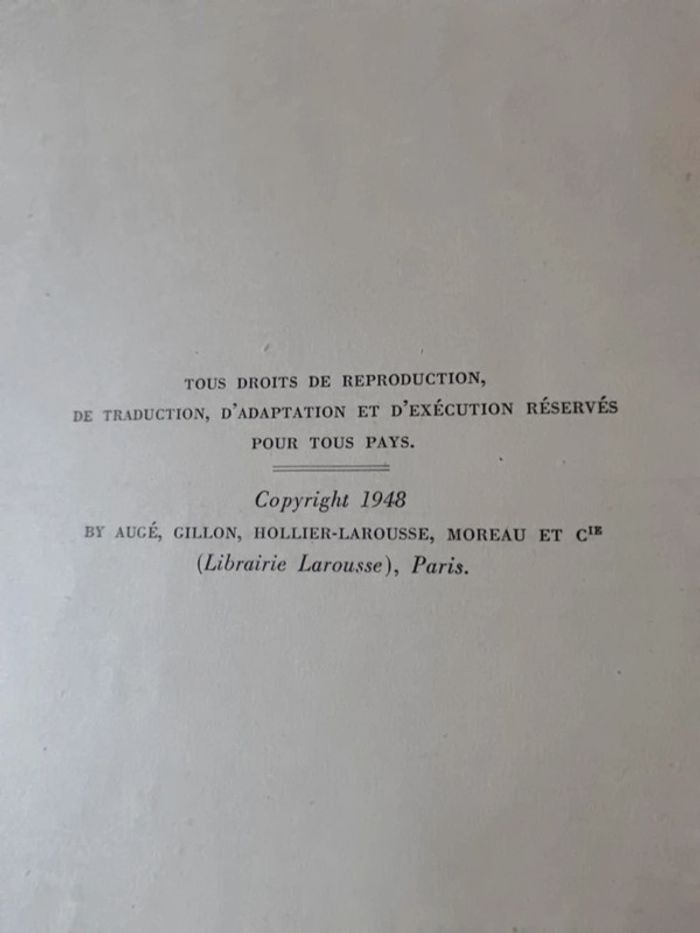 TOUS DROITS DE REPRODUCTION,
DE TRADUCTION, D'ADAPTATION ET D'EXÉCUTION RÉSERVÉS
POUR TOUS PAYS.
Copyright 1948
BY AUGÉ, GILLON, HOLLIER-LAROUSSE, MOREAU ET CIE
(Librairie Larousse), Paris.